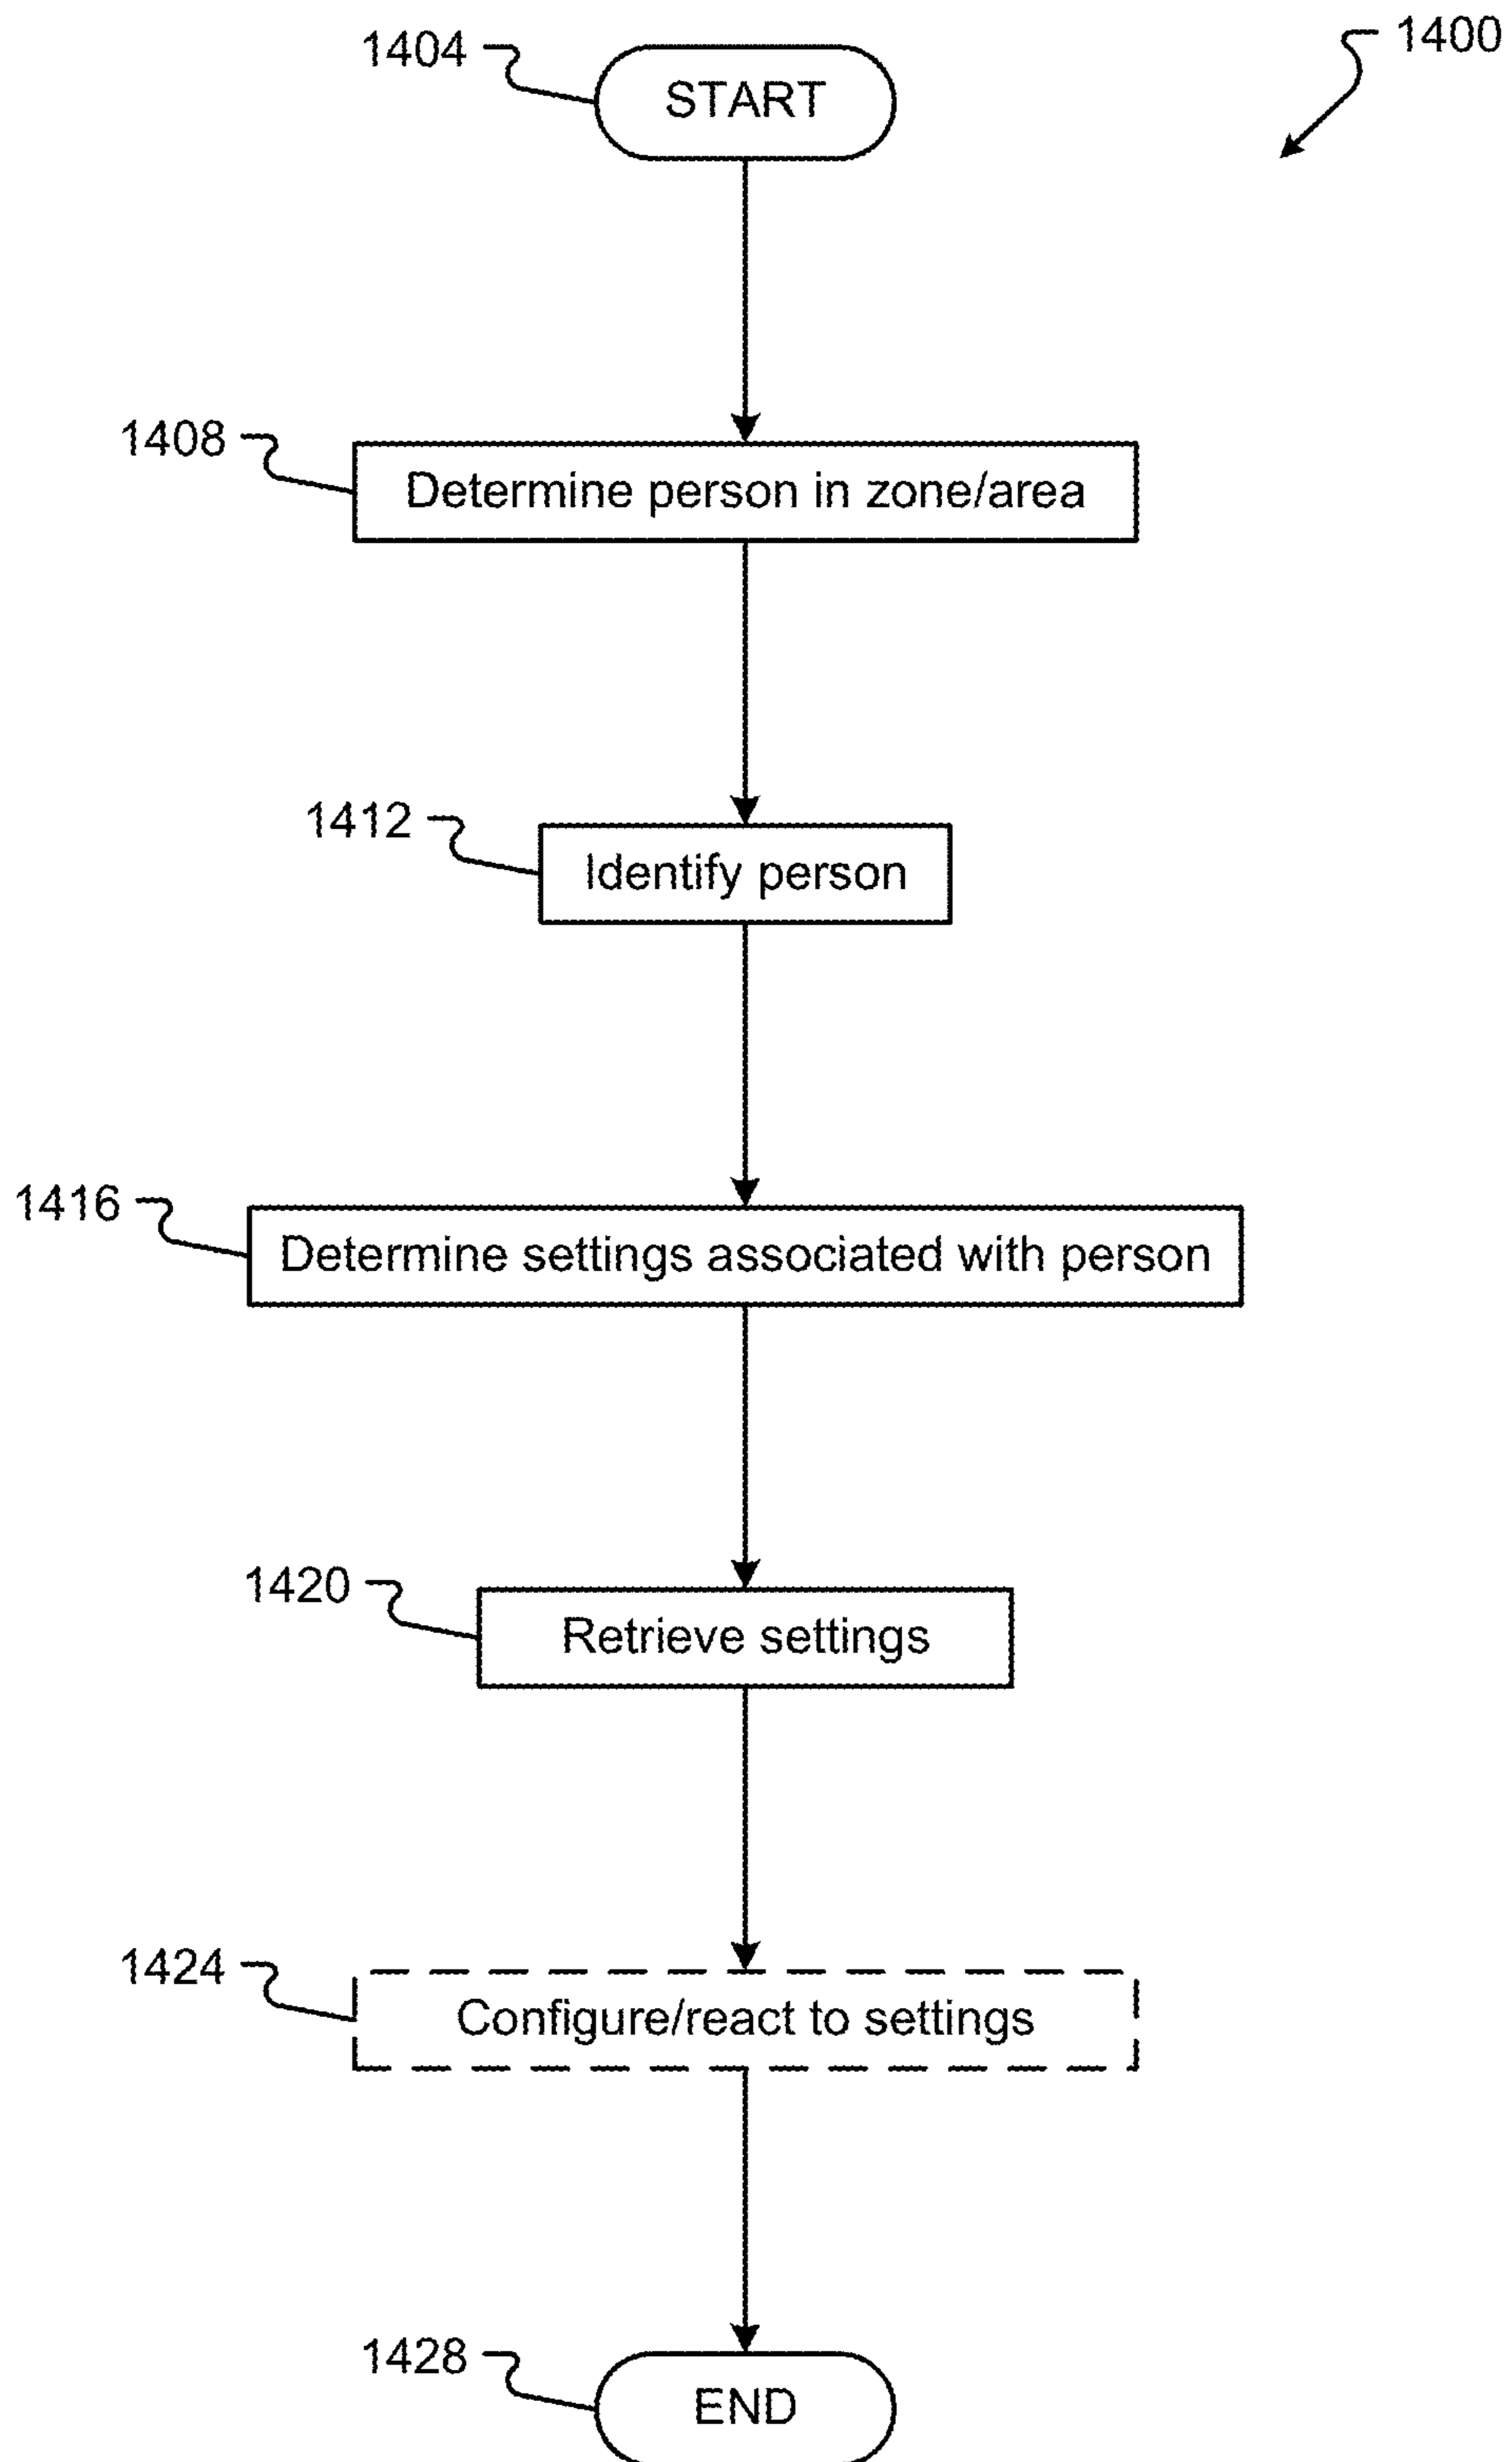 1400
1404
START
1408
Determine person in zone/area
1412
Identify person
1416
Determine settings associated with person
1420
Retrieve settings
1424
Configure/react to settings
1428
END